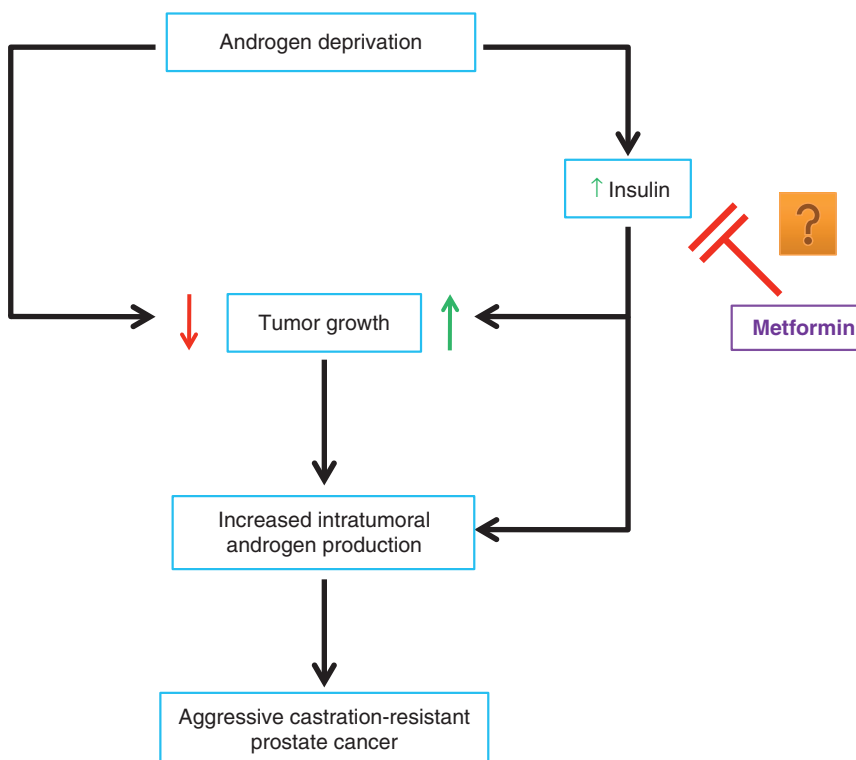 Androgen deprivation
↑ Insulin
?
Tumor growth
Metformin
Increased intratumoral
androgen production
Aggressive castration-resistant
prostate cancer